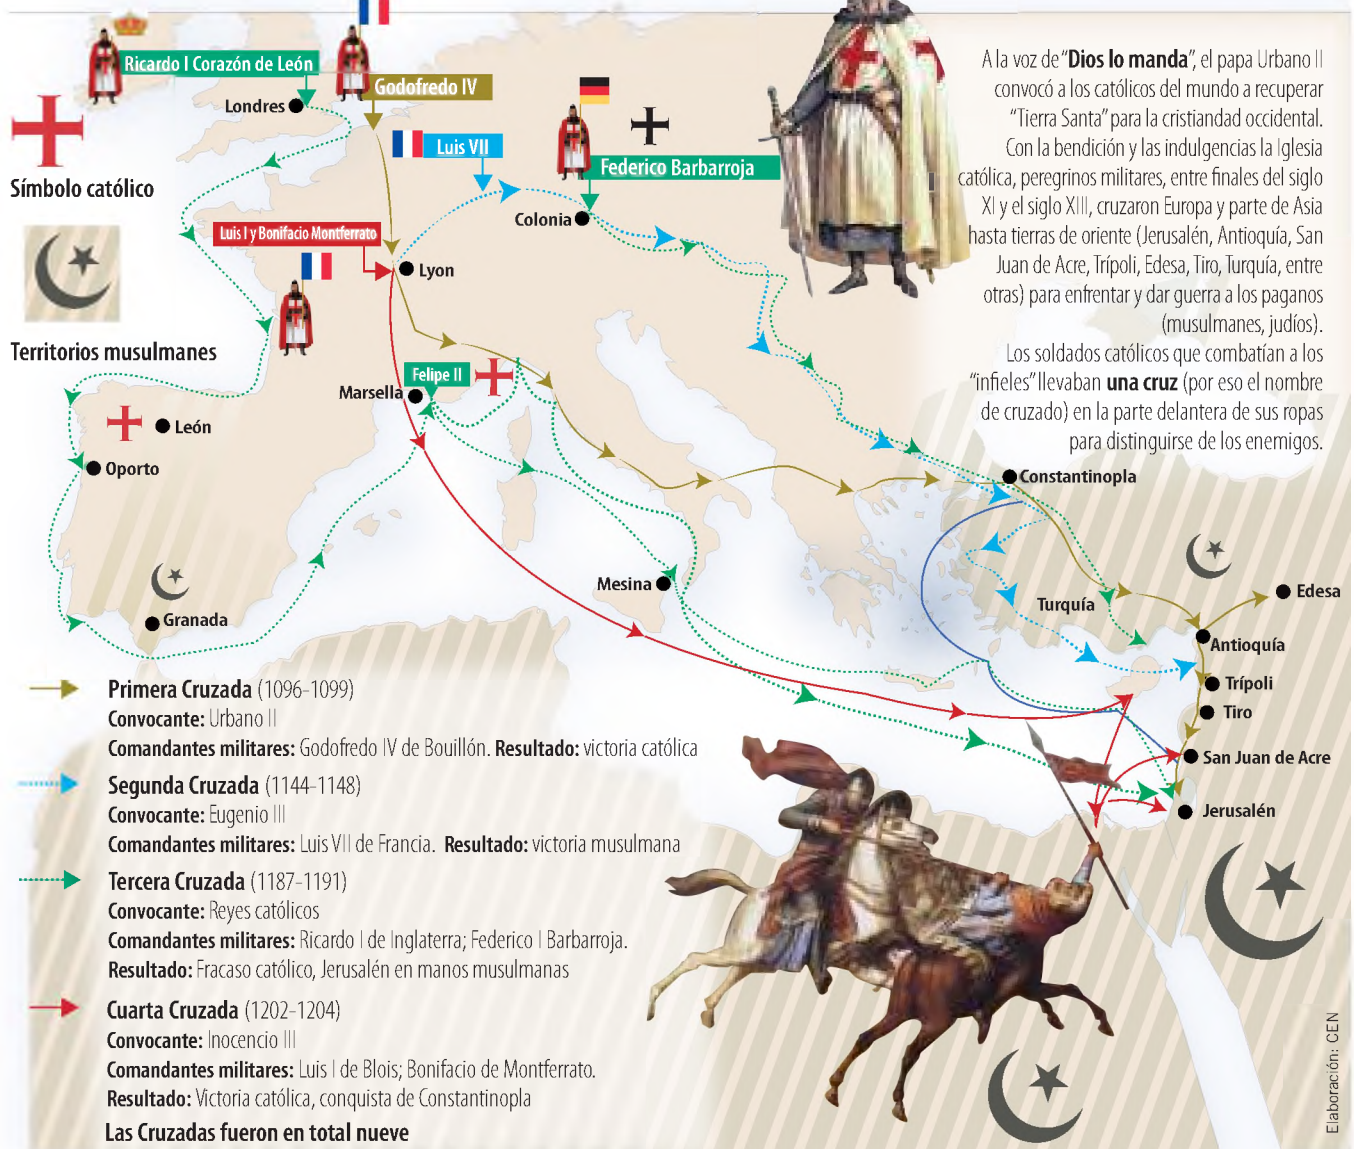 Ricardo I Corazón de León
Londres
Godofredo IV
Luis VII
Federico Barbarroja
Colonia
Símbolo católico
Luis I y Bonifacio Montferrato
Lyon
Territorios musulmanes
Felipe II
Marsella
León
Oporto
Constantinopla
Mesina
Granada
Turquía
Edesa
Antioquía
Trípoli
Tiro
San Juan de Acre
Jerusalén
A la voz de “Dios lo manda”, el papa Urbano II
convocó a los católicos del mundo a recuperar
“Tierra Santa” para la cristiandad occidental.
Con la bendición y las indulgencias la Iglesia
católica, peregrinos militares, entre finales del siglo
XI y el siglo XIII, cruzaron Europa y parte de Asia
hasta tierras de oriente (Jerusalén, Antioquía, San
Juan de Acre, Trípoli, Edesa, Tiro, Turquía, entre
otras) para enfrentar y dar guerra a los paganos
(musulmanes, judíos).
Los soldados católicos que combatían a los
“infieles” llevaban una cruz (por eso el nombre
de cruzado) en la parte delantera de sus ropas
para distinguirse de los enemigos.
Primera Cruzada (1096-1099)
Convocante: Urbano II
Comandantes militares: Godofredo IV de Bouillón. Resultado: victoria católica
Segunda Cruzada (1144-1148)
Convocante: Eugenio III
Comandantes militares: Luis VII de Francia. Resultado: victoria musulmana
Tercera Cruzada (1187-1191)
Convocante: Reyes católicos
Comandantes militares: Ricardo I de Inglaterra; Federico I Barbarroja.
Resultado: Fracaso católico, Jerusalén en manos musulmanas
Cuarta Cruzada (1202-1204)
Convocante: Inocencio III
Comandantes militares: Luis I de Blois; Bonifacio de Montferrato.
Resultado: Victoria católica, conquista de Constantinopla
Las Cruzadas fueron en total nueve
Elaboración: CEN